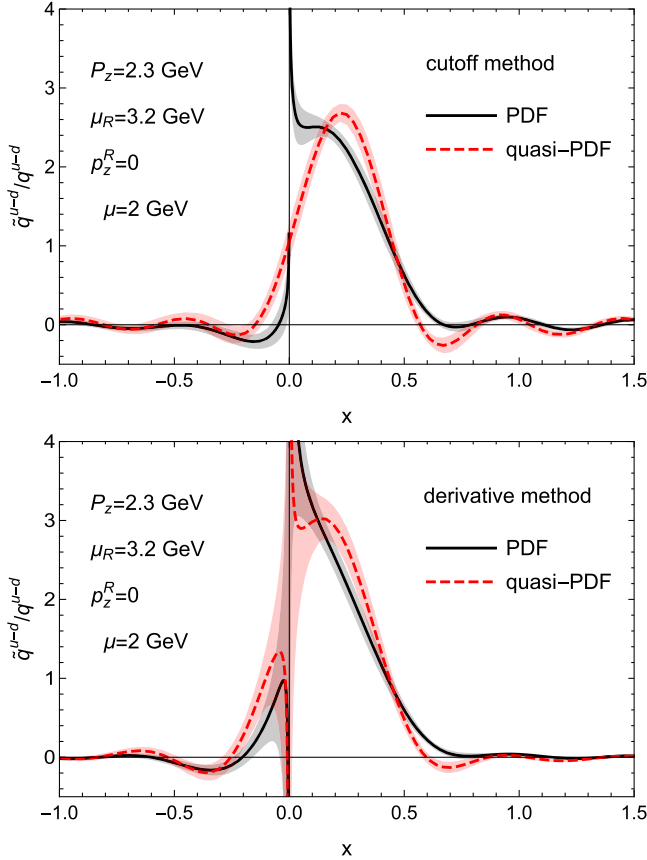 4
3
2
1
0
P_z=2.3 GeV
μ_R=3.2 GeV
p_z^R=0
μ=2 GeV
cutoff method
PDF
quasi−PDF
q̃^{u−d}/q^{u−d}
−1.0 −0.5 0.0 0.5 1.0 1.5
x
4
3
2
1
0
P_z=2.3 GeV
μ_R=3.2 GeV
p_z^R=0
μ=2 GeV
derivative method
PDF
quasi−PDF
q̃^{u−d}/q^{u−d}
−1.0 −0.5 0.0 0.5 1.0 1.5
x